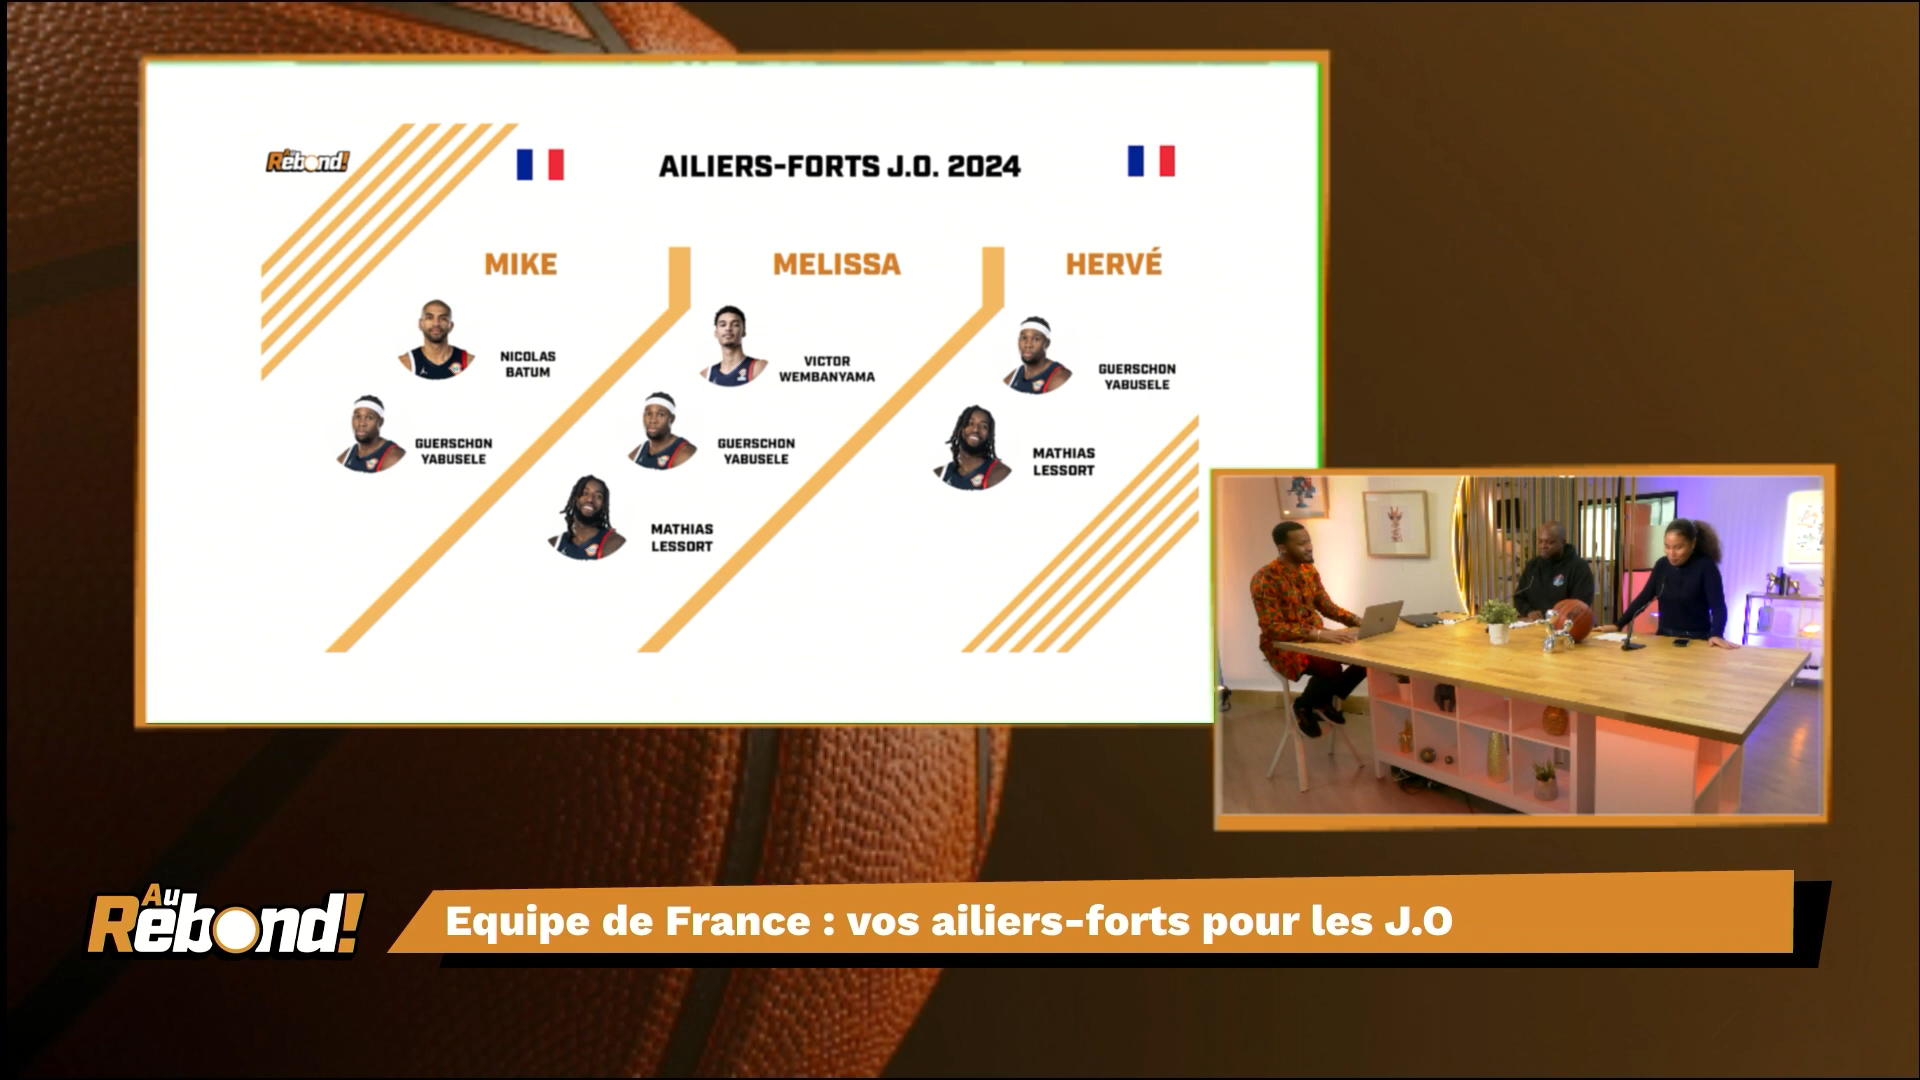 Au
Rebond!
AILIERS-FORTS J.O. 2024
MIKE
NICOLAS
BATUM
GUERSCHON
YABUSELE
MELISSA
VICTOR
WEMBANYAMA
GUERSCHON
YABUSELE
MATHIAS
LESSORT
HERVÉ
GUERSCHON
YABUSELE
MATHIAS
LESSORT
Au
Rebond!
Equipe de France : vos ailiers-forts pour les J.O